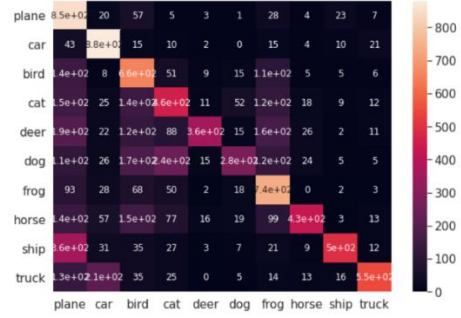 plane 8.5e+02 20 57 5 3 1 28 4 23 7
car 43 8.8e+02 15 10 2 0 15 4 10 21
bird 1.4e+02 8 6.6e+02 51 9 15 1.1e+02 5 5 6
cat 1.5e+02 25 1.4e+02 4.6e+02 11 52 1.2e+02 18 9 12
deer 1.9e+02 22 1.2e+02 88 3.6e+02 15 1.6e+02 26 2 11
dog 1.1e+02 26 1.7e+02 2.4e+02 15 2.8e+02 1.2e+02 24 5 5
frog 93 28 68 50 2 18 7.4e+02 0 2 3
horse 1.4e+02 57 1.5e+02 77 16 19 99 4.3e+02 3 13
ship 3.6e+02 31 35 27 3 7 21 9 5e+02 12
truck 1.3e+02 2.1e+02 35 25 0 5 14 13 16 5.5e+02
plane car bird cat deer dog frog horse ship truck
800
700
600
500
400
300
200
100
0